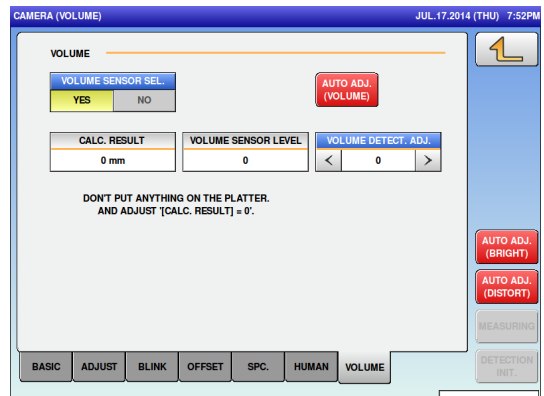 CAMERA (VOLUME) JUL.17.2014 (THU) 7:52PM
VOLUME
VOLUME SENSOR SEL.
YES NO
AUTO ADJ.
(VOLUME)
CALC. RESULT VOLUME SENSOR LEVEL VOLUME DETECT. ADJ.
0 mm 0 < 0 >
DON'T PUT ANYTHING ON THE PLATTER.
AND ADJUST '[CALC. RESULT] = 0'.
AUTO ADJ.
(BRIGHT)
AUTO ADJ.
(DISTORT)
MEASURING
DETECTION
INIT.
BASIC ADJUST BLINK OFFSET SPC. HUMAN VOLUME